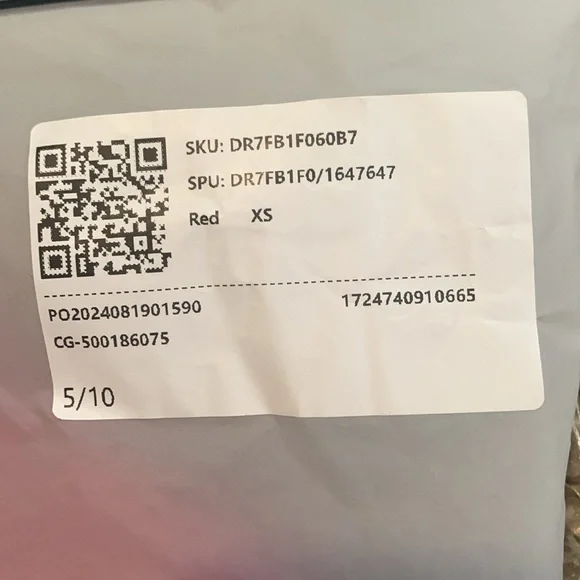 SKU: DR7FB1F060B7
SPU: DR7FB1F0/1647647
Red XS
PO2024081901590 1724740910665
CG-500186075
5/10